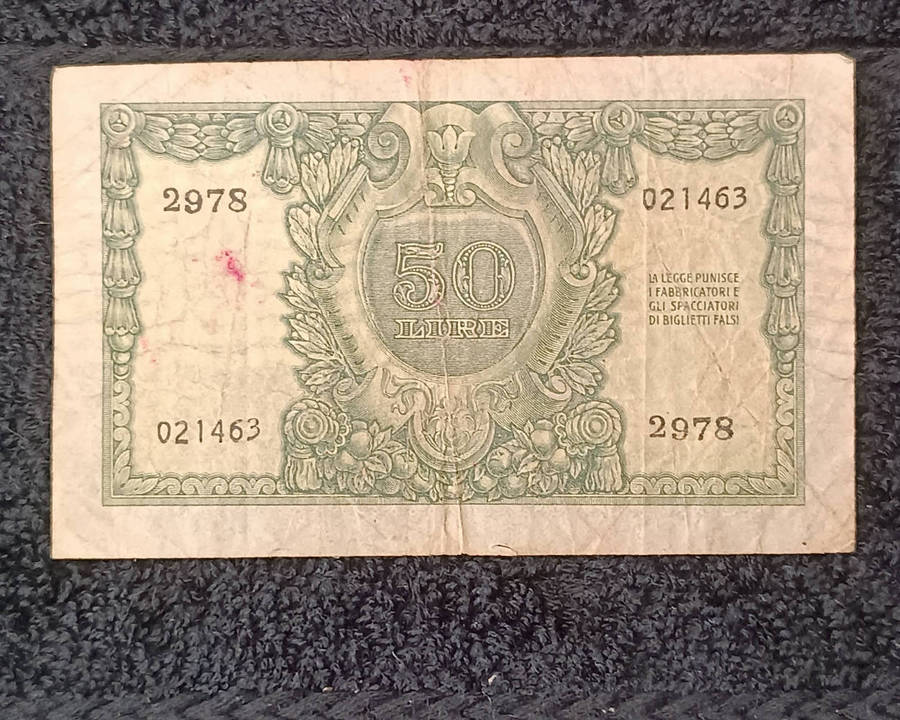 2978
021463
50
LIRE
LA LEGGE PUNISCE
I FABBRICATORI E
GLI SPACCIATORI
DI BIGLIETTI FALSI
021463
2978